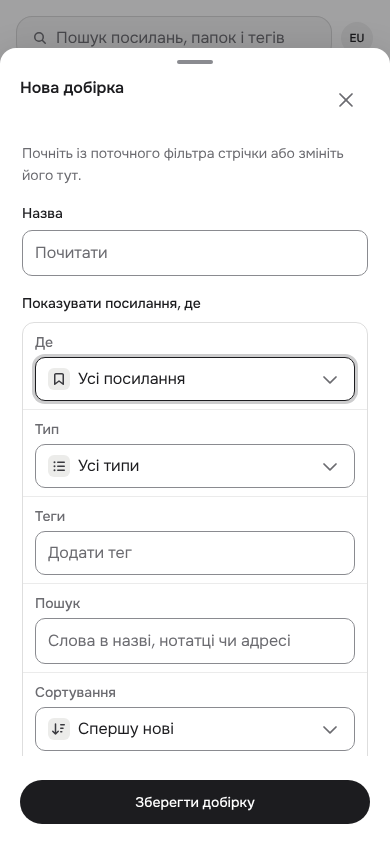 Пошук посилань, папок і тегів
EU
Нова добірка
Почніть із поточного фільтра стрічки або змініть
його тут.
Назва
Почитати
Показувати посилання, де
Де
Усі посилання
Тип
Усі типи
Теги
Додати тег
Пошук
Слова в назві, нотатці чи адресі
Сортування
Спершу нові
Зберегти добірку